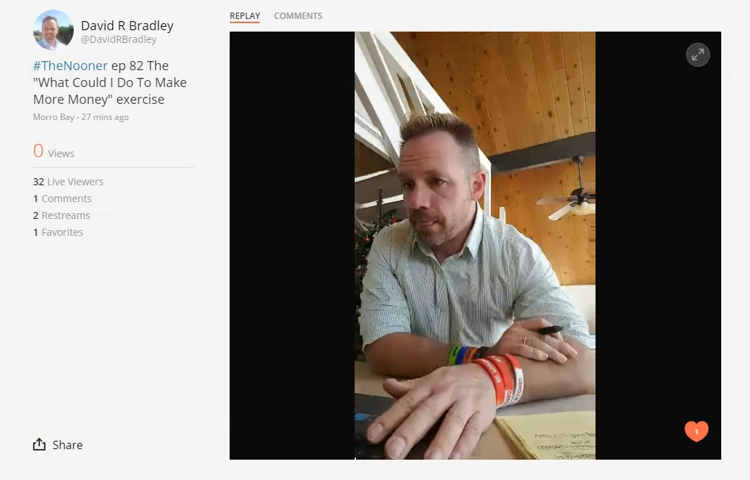 David R Bradley
@DavidRBradley
#TheNooner ep 82 The
"What Could I Do To Make
More Money" exercise
Morro Bay - 27 mins ago
0 Views
32 Live Viewers
1 Comments
2 Restreams
1 Favorites
Share
REPLAY COMMENTS
1